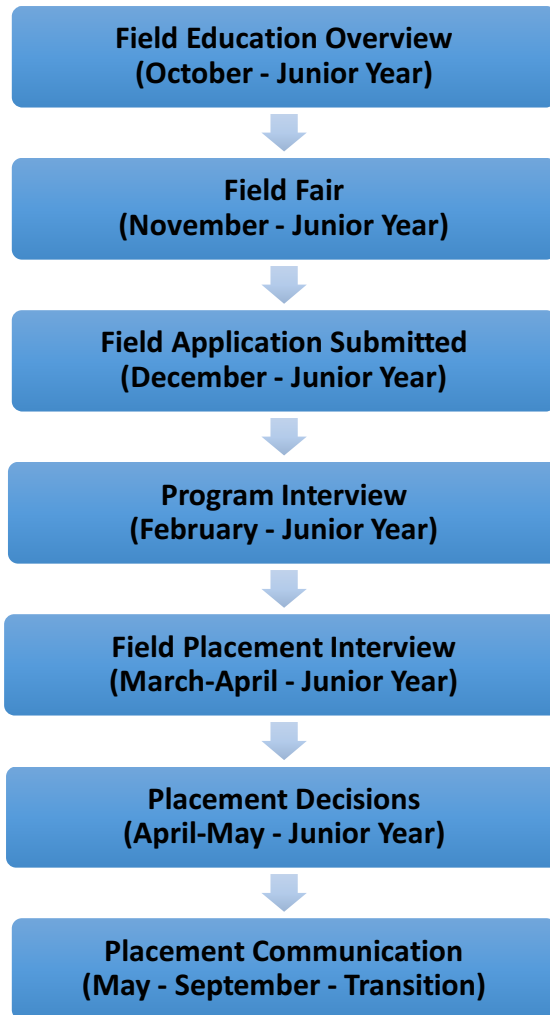 Field Education Overview
(October - Junior Year)
Field Fair
(November - Junior Year)
Field Application Submitted
(December - Junior Year)
Program Interview
(February - Junior Year)
Field Placement Interview
(March-April - Junior Year)
Placement Decisions
(April-May - Junior Year)
Placement Communication
(May - September - Transition)